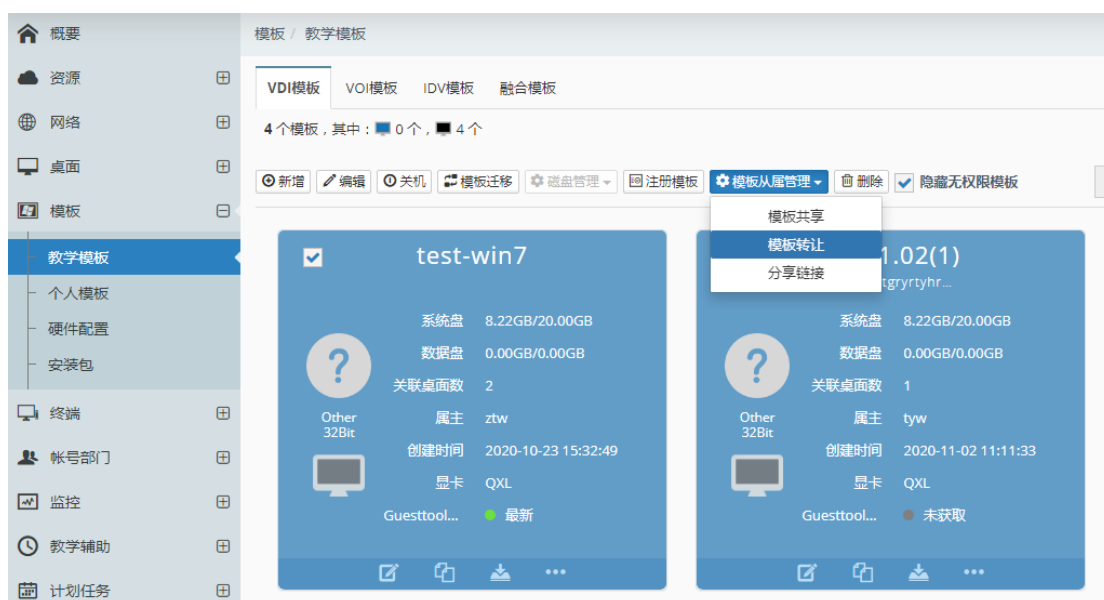 概要
资源
网络
桌面
模板
教学模板
个人模板
硬件配置
安装包
终端
帐号部门
监控
教学辅助
计划任务
模板 / 教学模板
VDI模板 VOI模板 IDV模板 融合模板
4个模板，其中： 0个， 4个
新增 编辑 关机 模板迁移 磁盘管理 注册模板 模板从属管理 删除 隐藏无权限模板
模板共享
模板转让
分享链接
test-win7
系统盘 8.22GB/20.00GB
数据盘 0.00GB/0.00GB
关联桌面数 2
Other
32Bit
属主 ztw
创建时间 2020-10-23 15:32:49
显卡 QXL
Guesttool... 最新
1.02(1)
tgryrtyhr...
系统盘 8.22GB/20.00GB
数据盘 0.00GB/0.00GB
关联桌面数 1
Other
32Bit
属主 tyw
创建时间 2020-11-02 11:11:33
显卡 QXL
Guesttool... 未获取